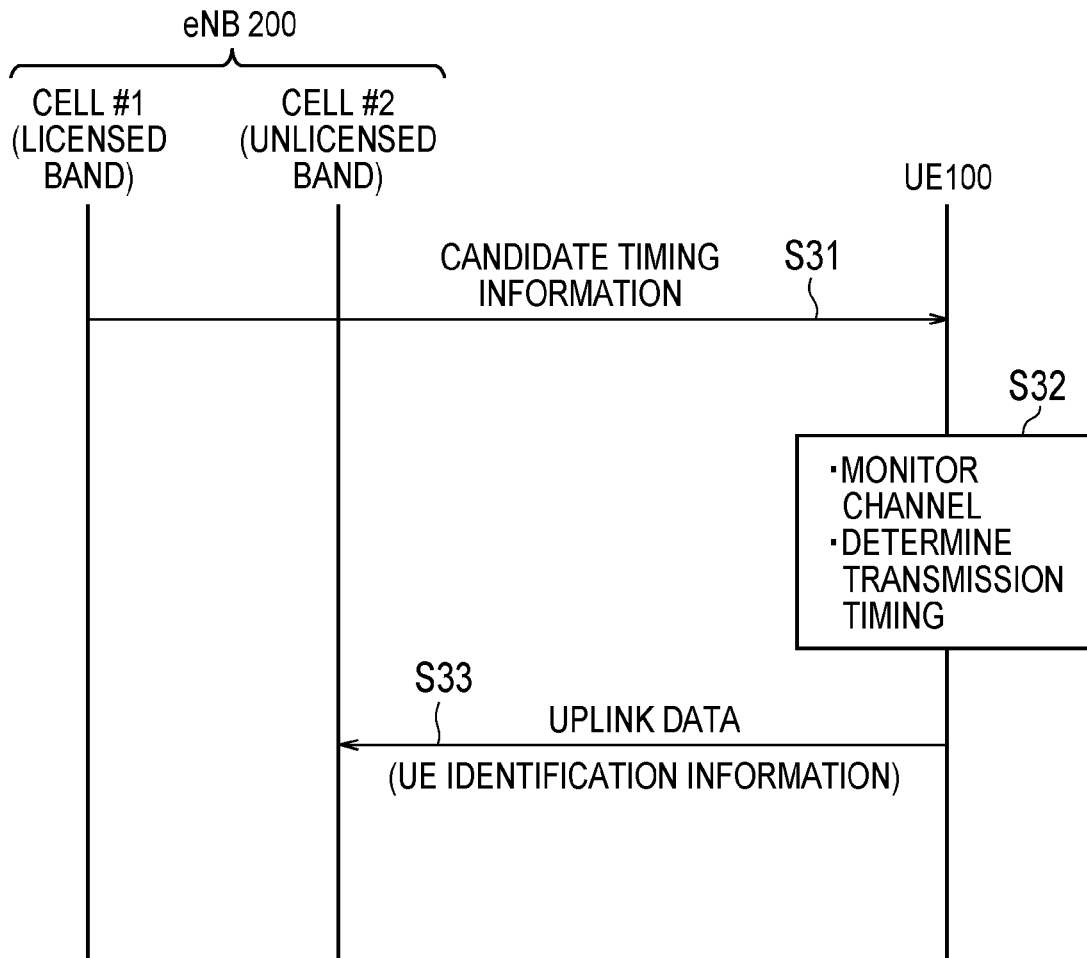 eNB 200
CELL #1
(LICENSED
BAND)
CELL #2
(UNLICENSED
BAND)
UE100
CANDIDATE TIMING
INFORMATION
S31
S32
・MONITOR
CHANNEL
・DETERMINE
TRANSMISSION
TIMING
S33
UPLINK DATA
(UE IDENTIFICATION INFORMATION)